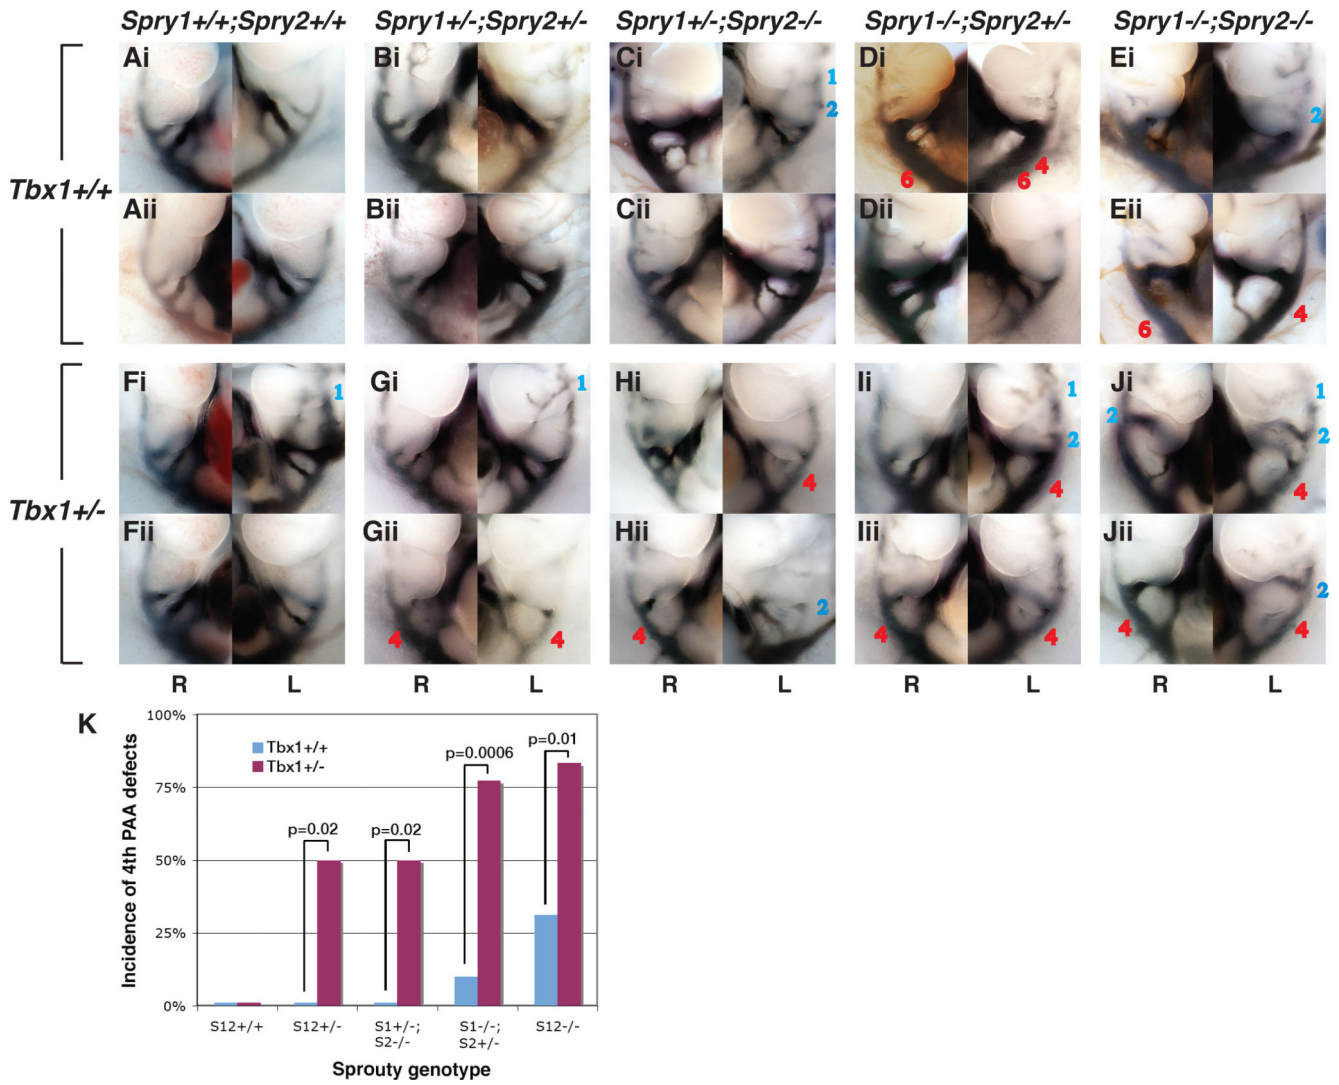 Spry1+/+;Spry2+/+ Spry1+/-;Spry2+/- Spry1+/-;Spry2-/- Spry1-/-;Spry2+/- Spry1-/-;Spry2-/-
Tbx1+/+
Ai Bi Ci Di Ei
1
2 2
6 6 4
Aii Bii Cii Dii Eii
6 4
Tbx1+/-
Fi Gi Hi Ii Ji
1 1 1 1
2 2 2
4 4 4
Fii Gii Hii Iii Jii
2 2
4 4 4 4 4 4 4
R L R L R L R L R L
K
Incidence of 4th PAA defects
100%
75%
50%
25%
0%
Tbx1+/+
Tbx1+/-
p=0.02
p=0.02
p=0.0006
p=0.01
S12+/+ S12+/- S1+/-; S1-/-; S12-/-
S2-/- S2+/-
Sprouty genotype